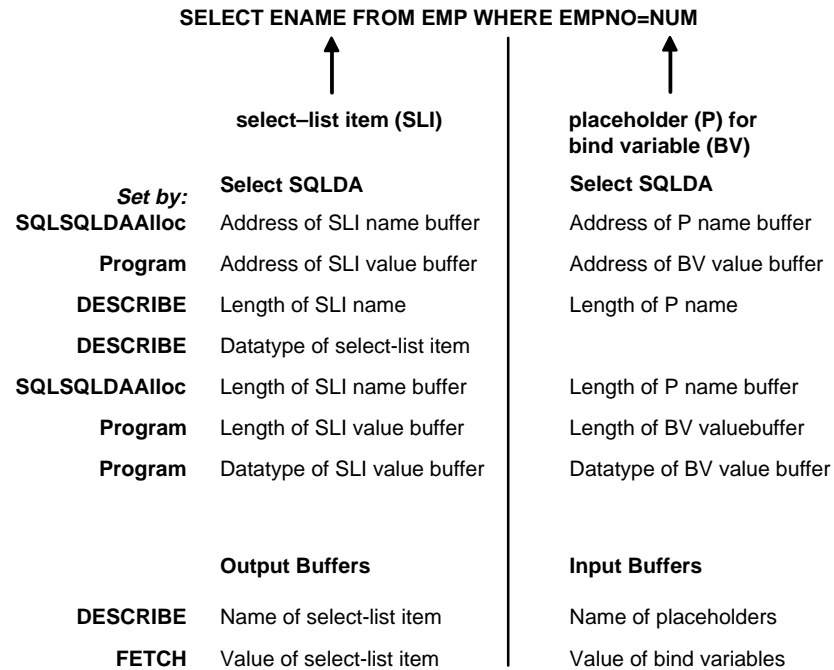 SELECT ENAME FROM EMP WHERE EMPNO=NUM
select–list item (SLI)
placeholder (P) for
bind variable (BV)
Set by:
Select SQLDA
Select SQLDA
SQLSQLDAAlloc Address of SLI name buffer Address of P name buffer
Program Address of SLI value buffer Address of BV value buffer
DESCRIBE Length of SLI name Length of P name
DESCRIBE Datatype of select-list item
SQLSQLDAAlloc Length of SLI name buffer Length of P name buffer
Program Length of SLI value buffer Length of BV valuebuffer
Program Datatype of SLI value buffer Datatype of BV value buffer
Output Buffers Input Buffers
DESCRIBE Name of select-list item Name of placeholders
FETCH Value of select-list item Value of bind variables